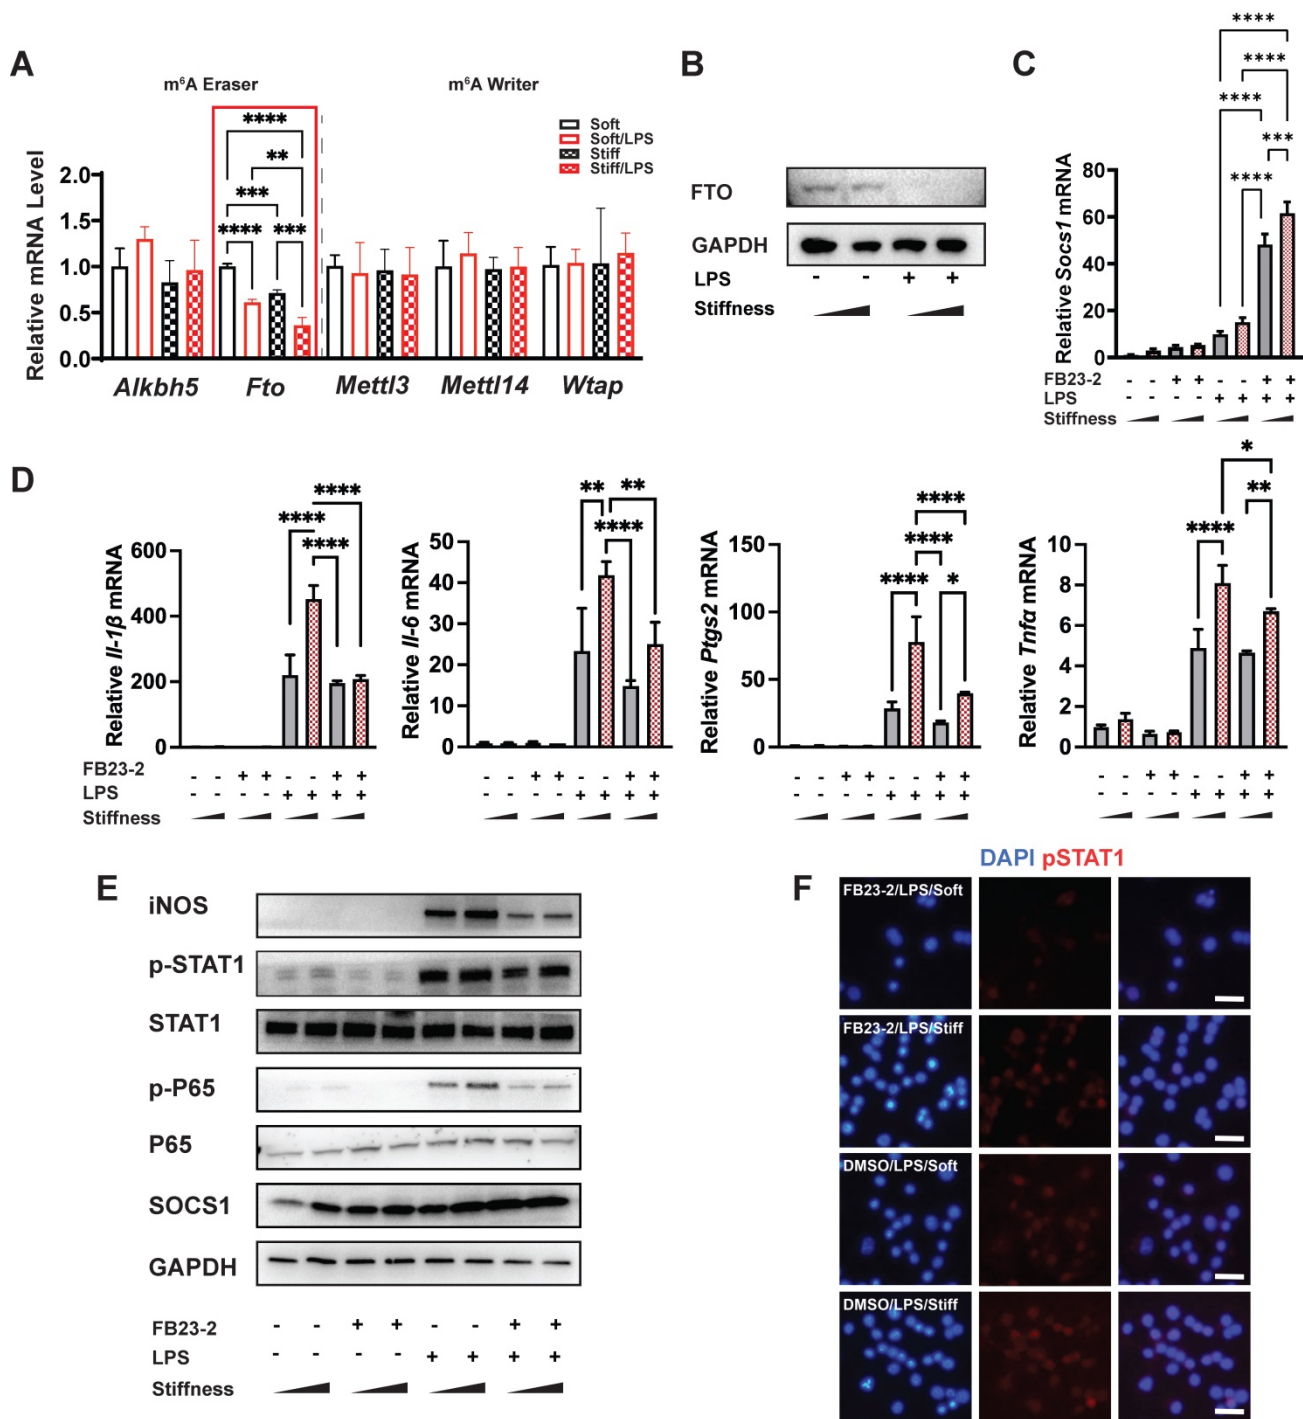 A
m⁶A Eraser
m⁶A Writer
Relative mRNA Level
2.0
1.5
1.0
0.5
0.0
****
**
***
**** ***
Soft
Soft/LPS
Stiff
Stiff/LPS
Alkbh5 Fto Mettl3 Mettl14 Wtap
B
FTO
GAPDH
LPS - - + +
Stiffness
C
Relative Socs1 mRNA
80
60
40
20
0
****
****
****
***
****
FB23-2 - - + + - - + +
LPS - - - - + + + +
Stiffness
D
Relative Il-1β mRNA
600
400
200
0
****
****
****
Relative Il-6 mRNA
50
40
30
20
10
0
** **
****
Relative Ptgs2 mRNA
150
100
50
0
****
****
**** *
Relative Tnfα mRNA
10
8
6
4
2
0
*
**
****
FB23-2 - - + + - - + +
LPS - - - - + + + +
Stiffness
- - + + - - + +
- - - - + + + +
- - + + - - + +
- - - - + + + +
- - + + - - + +
- - - - + + + +
E
iNOS
p-STAT1
STAT1
p-P65
P65
SOCS1
GAPDH
FB23-2 - - + + - - + +
LPS - - - - + + + +
Stiffness
DAPI pSTAT1
F
FB23-2/LPS/Soft
FB23-2/LPS/Stiff
DMSO/LPS/Soft
DMSO/LPS/Stiff